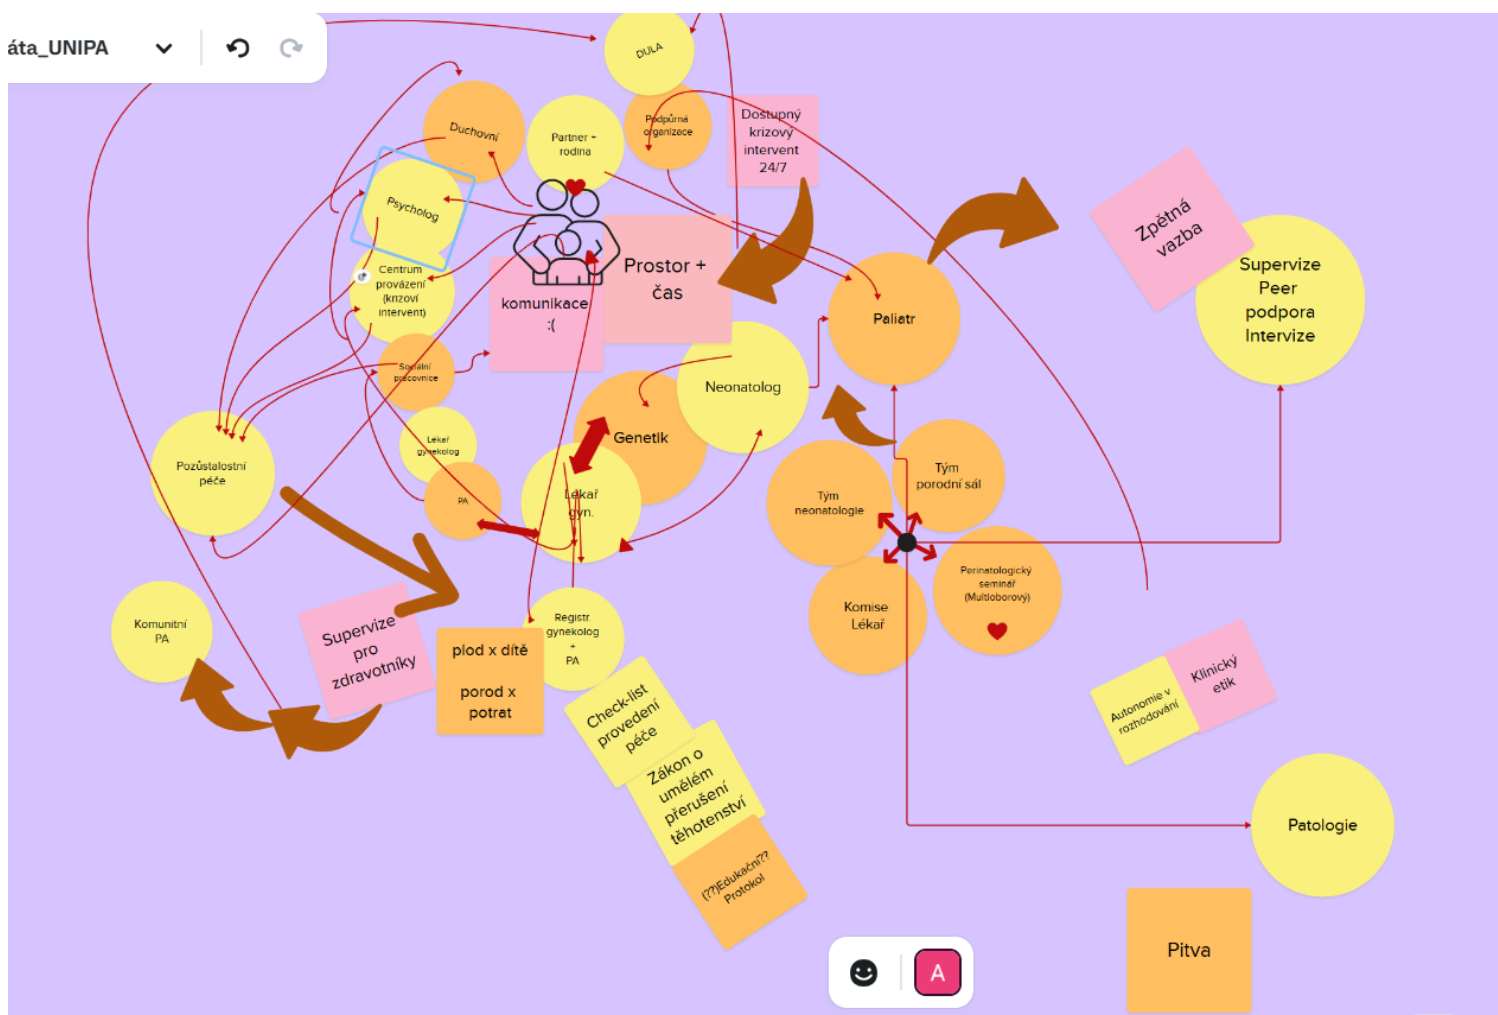 áta_UNIPA
DULA
Duchovní
Partner +
rodina
Podpůrná
organizace
Dostupný
krizový
intervent
24/7
Psycholog
Centrum
provázení
(krizoví
intervent)
Prostor +
čas
komunikace
:(
Zpětná
vazba
Supervize
Peer
podpora
Intervize
Paliatr
Sociální
pracovnice
Neonatolog
Genetik
Lékař
gynekolog
Pozůstalostní
péče
PA
Lékař
gyn.
Tým
porodní sál
Tým
neonatologie
Perinatologický
seminář
(Multioborový)
Komise
Lékař
Komunitní
PA
Supervize
pro
zdravotníky
plod x dítě
porod x
potrat
Registr.
gynekolog
+
PA
Check-list
provedení
péče
Zákon o
umělém
přerušení
těhotenství
(??)Edukační??
Protokol
Autonomie v
rozhodování
Klinický
etik
Patologie
Pitva
A